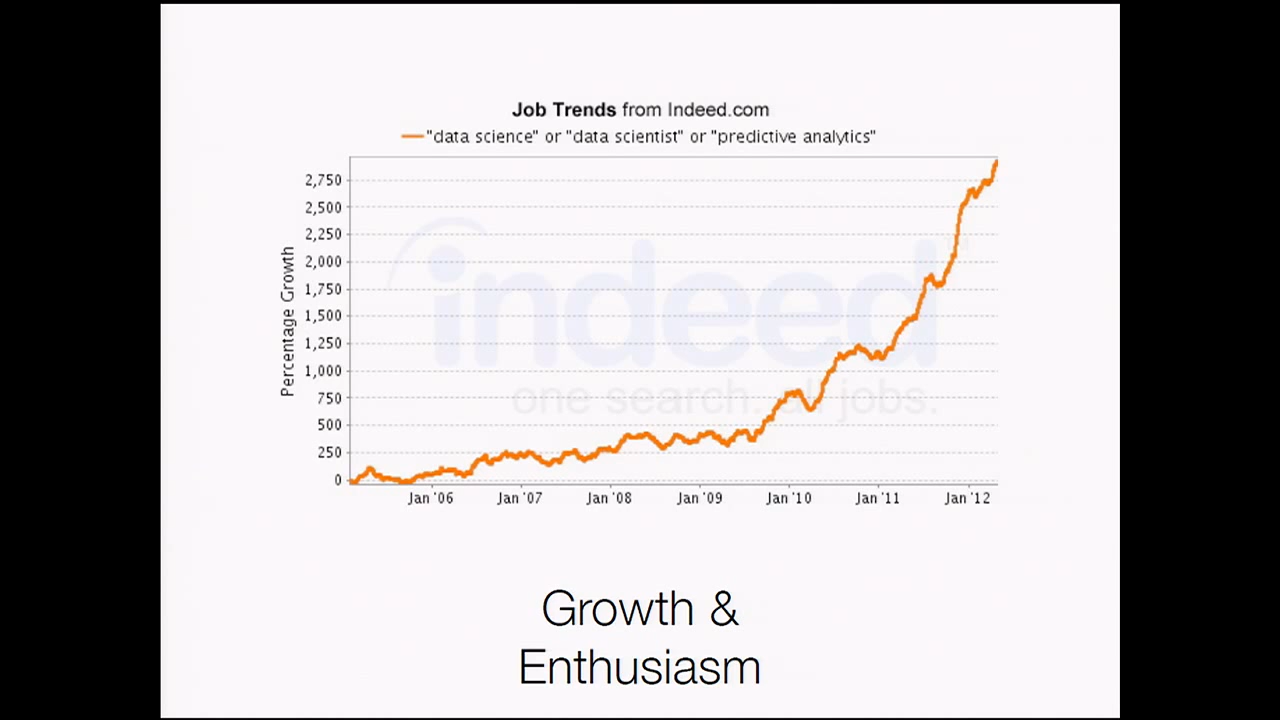 Job Trends from Indeed.com
"data science" or "data scientist" or "predictive analytics"
Percentage Growth
2,750
2,500
2,250
2,000
1,750
1,500
1,250
1,000
750
500
250
0
indeed
TM
one search. all jobs.
Jan'06 Jan'07 Jan'08 Jan'09 Jan'10 Jan'11 Jan'12
Growth &
Enthusiasm